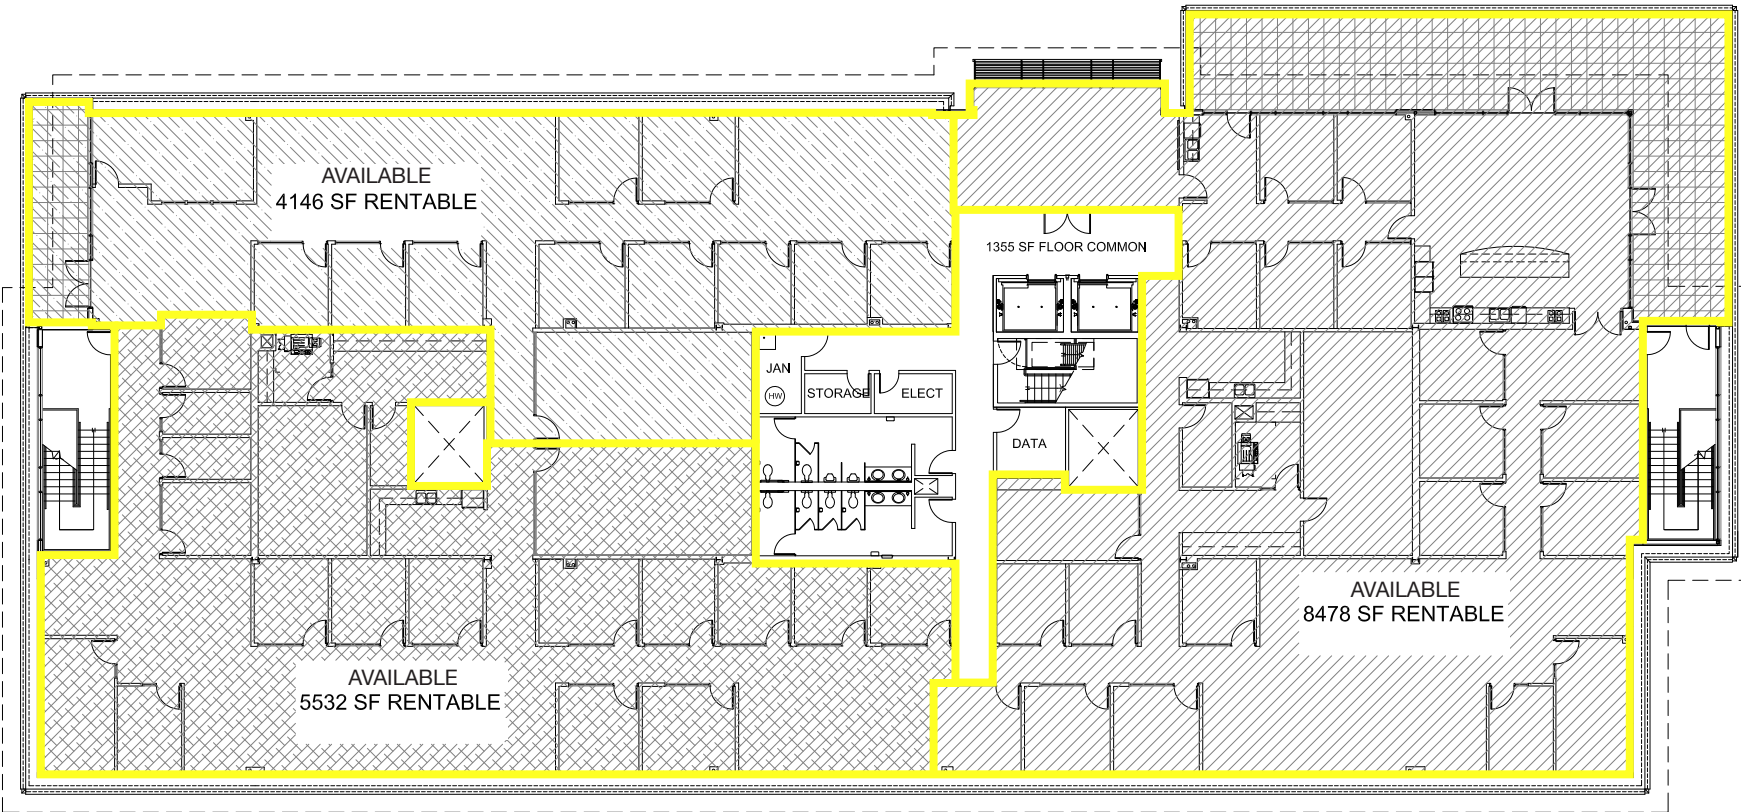 AVAILABLE
4146 SF RENTABLE
1355 SF FLOOR COMMON
JAN
HW
STORAGE
ELECT
DATA
AVAILABLE
8478 SF RENTABLE
AVAILABLE
5532 SF RENTABLE